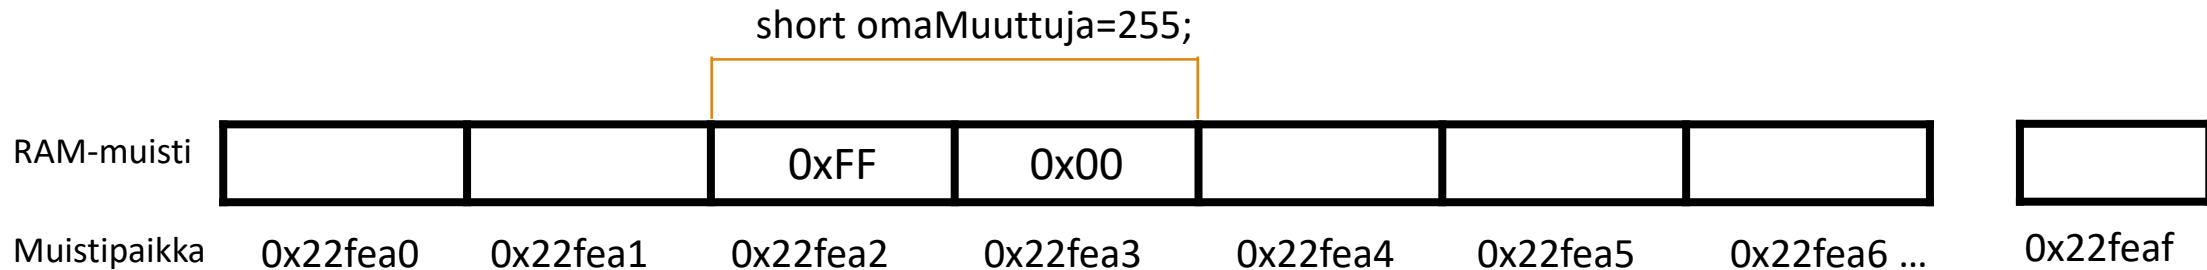 short omaMuuttuja=255;
RAM-muisti 0xFF 0x00
Muistipaikka 0x22fea0 0x22fea1 0x22fea2 0x22fea3 0x22fea4 0x22fea5 0x22fea6 ... 0x22feaf